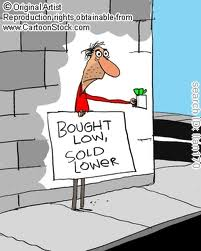 © Original Artist
Reproduction rights obtainable from
www.CartoonStock.com
BOUGHT
LOW,
SOLD
LOWER